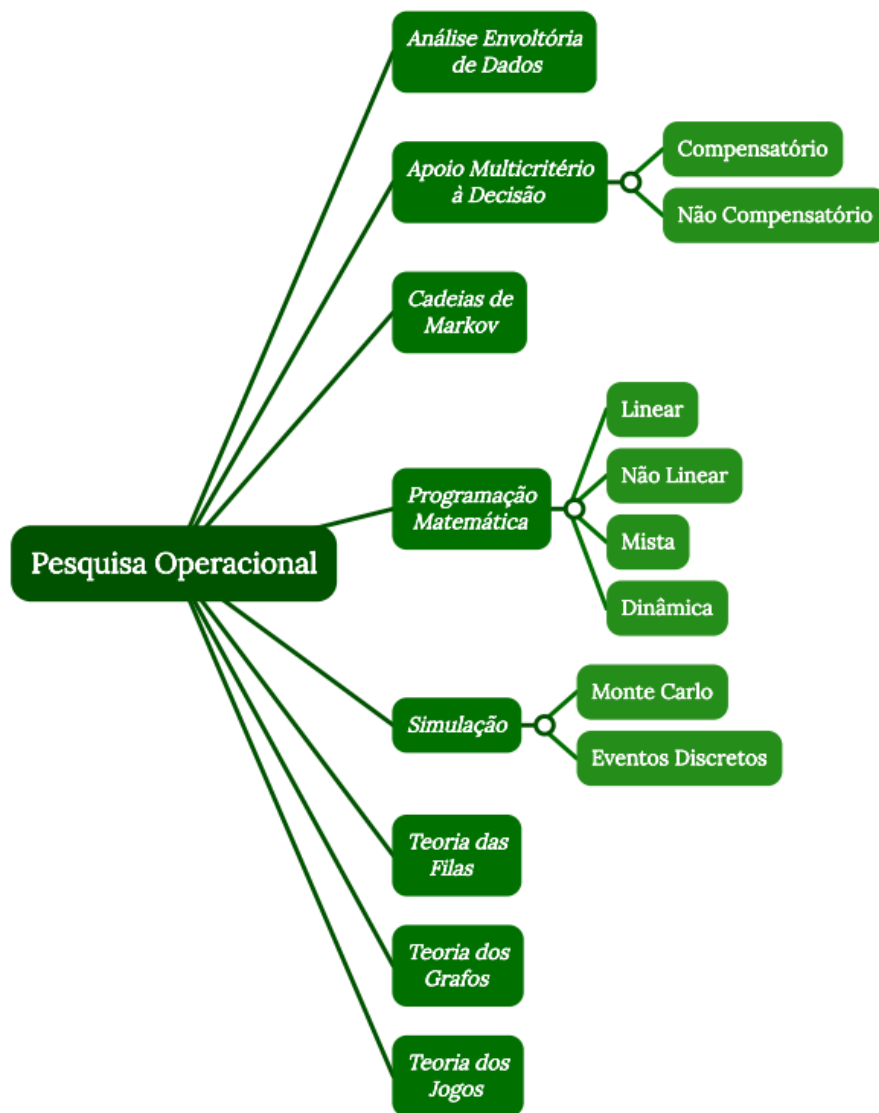 Análise Envoltória
de Dados
Apoio Multicritério
à Decisão
Compensatório
Não Compensatório
Cadeias de
Markov
Programação
Matemática
Linear
Não Linear
Mista
Dinâmica
Pesquisa Operacional
Simulação
Monte Carlo
Eventos Discretos
Teoria das
Filas
Teoria dos
Grafos
Teoria dos
Jogos